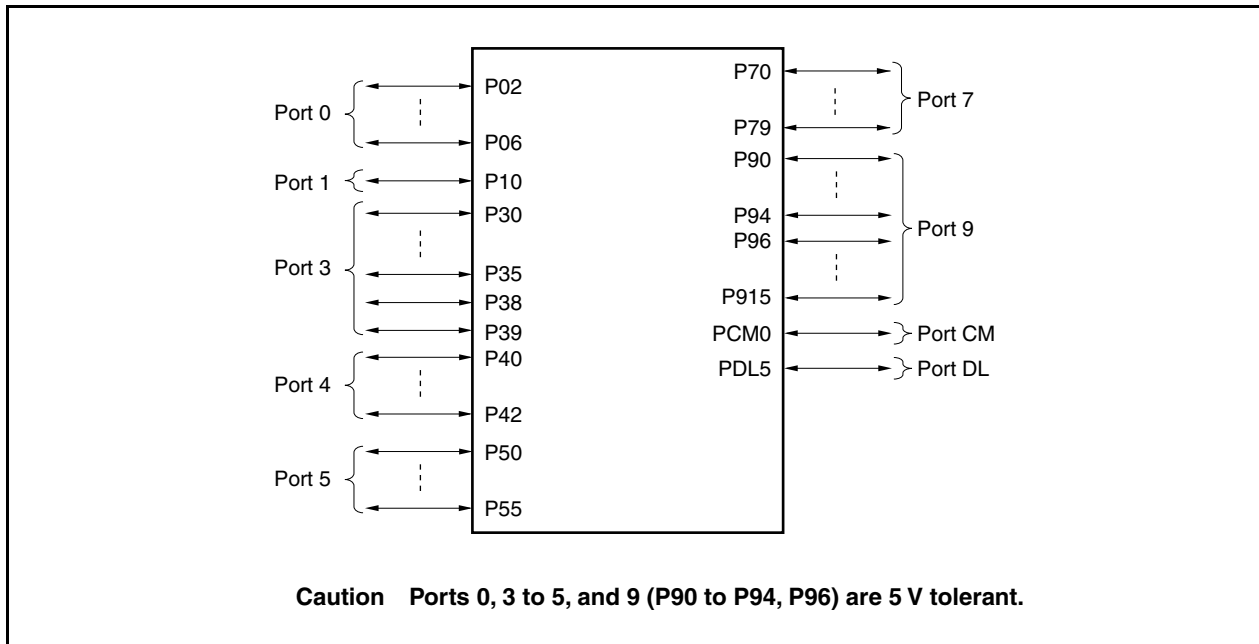 Port 0
P02
P06
Port 1
P10
Port 3
P30
P35
P38
P39
Port 4
P40
P42
Port 5
P50
P55
P70
P79
Port 7
P90
P94
P96
P915
Port 9
PCM0
Port CM
PDL5
Port DL
Caution Ports 0, 3 to 5, and 9 (P90 to P94, P96) are 5 V tolerant.